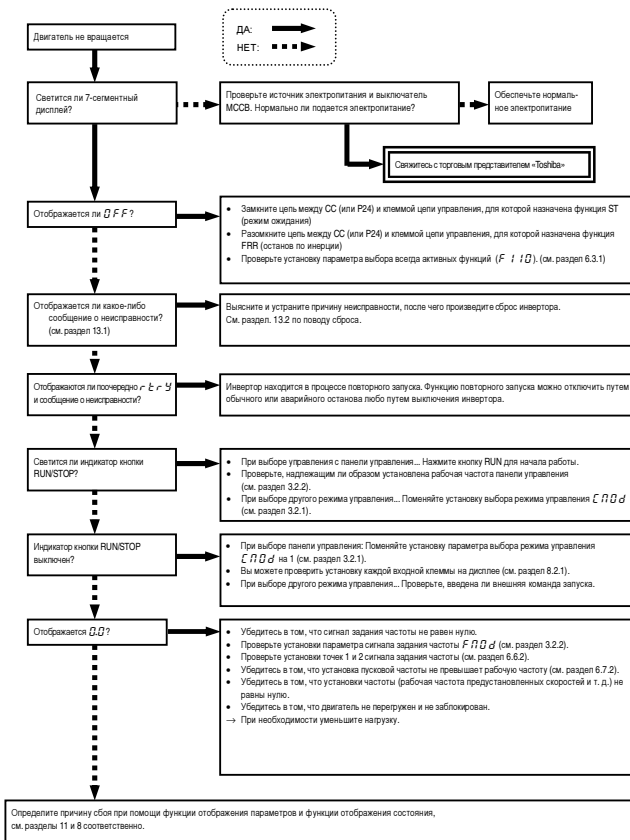 Двигатель не вращается
ДА:
НЕТ:
Светится ли 7-сегментный
дисплей?
Проверьте источник электропитания и выключатель
MCCB. Нормально ли подается электропитание?
Обеспечьте нормаль-
ное электропитание
Свяжитесь с торговым представителем «Toshiba»
Отображается ли OFF?
• Замкните цепь между CC (или P24) и клеммой цепи управления, для которой назначена функция ST
(режим ожидания)
• Разомкните цепь между CC (или P24) и клеммой цепи управления, для которой назначена функция
FRR (останов по инерции)
• Проверьте установку параметра выбора всегда активных функций (F110). (см. раздел 6.3.1)
Отображается ли какое-либо
сообщение о неисправности?
(см. раздел 13.1)
Выясните и устраните причину неисправности, после чего произведите сброс инвертора.
См. раздел. 13.2 по поводу сброса.
Отображаются ли поочередно rtry
и сообщение о неисправности?
Инвертор находится в процессе повторного запуска. Функцию повторного запуска можно отключить путем
обычного или аварийного останова либо путем выключения инвертора.
Светится ли индикатор кнопки
RUN/STOP?
• При выборе управления с панели управления... Нажмите кнопку RUN для начала работы.
• Проверьте, надлежащим ли образом установлена рабочая частота панели управления
(см. раздел 3.2.2).
• При выборе другого режима управления... Поменяйте установку выбора режима управления CMOd
(см. раздел 3.2.1).
Индикатор кнопки RUN/STOP
выключен?
• При выборе панели управления: Поменяйте установку параметра выбора режима управления
CMOd на 1 (см. раздел 3.2.1).
• Вы можете проверить установку каждой входной клеммы на дисплее (см. раздел 8.2.1).
• При выборе другого режима управления... Проверьте, введена ли внешняя команда запуска.
Отображается 0.0?
• Убедитесь в том, что сигнал задания частоты не равен нулю.
• Проверьте установки параметра сигнала задания частоты FMOd (см. раздел 3.2.2).
• Проверьте установки точек 1 и 2 сигнала задания частоты (см. раздел 6.6.2).
• Убедитесь в том, что установка пусковой частоты не превышает рабочую частоту (см. раздел 6.7.2).
• Убедитесь в том, что установки частоты (рабочая частота предустановленных скоростей и т. д.) не
равны нулю.
• Убедитесь в том, что двигатель не перегружен и не заблокирован.
→ При необходимости уменьшите нагрузку.
Определите причину сбоя при помощи функции отображения параметров и функции отображения состояния,
см. разделы 11 и 8 соответственно.